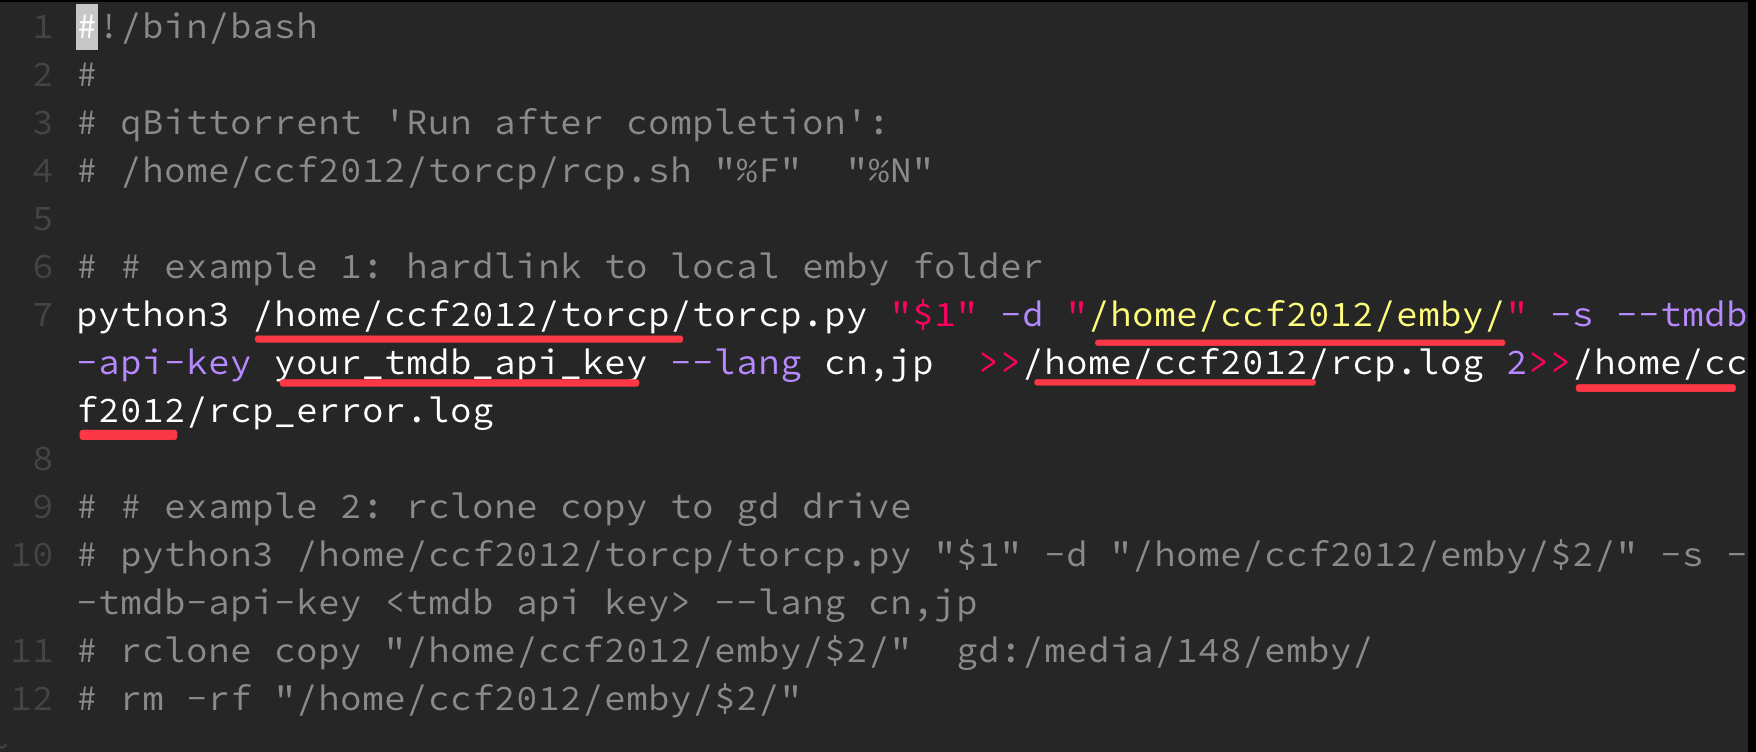 1 #!/bin/bash
2 #
3 # qBittorrent 'Run after completion':
4 # /home/ccf2012/torcp/rcp.sh "%F"  "%N"
5
6 # # example 1: hardlink to local emby folder
7 python3 /home/ccf2012/torcp/torcp.py "$1" -d "/home/ccf2012/emby/" -s --tmdb
-api-key your_tmdb_api_key --lang cn,jp  >>/home/ccf2012/rcp.log 2>>/home/cc
f2012/rcp_error.log
8
9 # # example 2: rclone copy to gd drive
10 # python3 /home/ccf2012/torcp/torcp.py "$1" -d "/home/ccf2012/emby/$2/" -s -
-tmdb-api-key <tmdb api key> --lang cn,jp
11 # rclone copy "/home/ccf2012/emby/$2/"  gd:/media/148/emby/
12 # rm -rf "/home/ccf2012/emby/$2/"